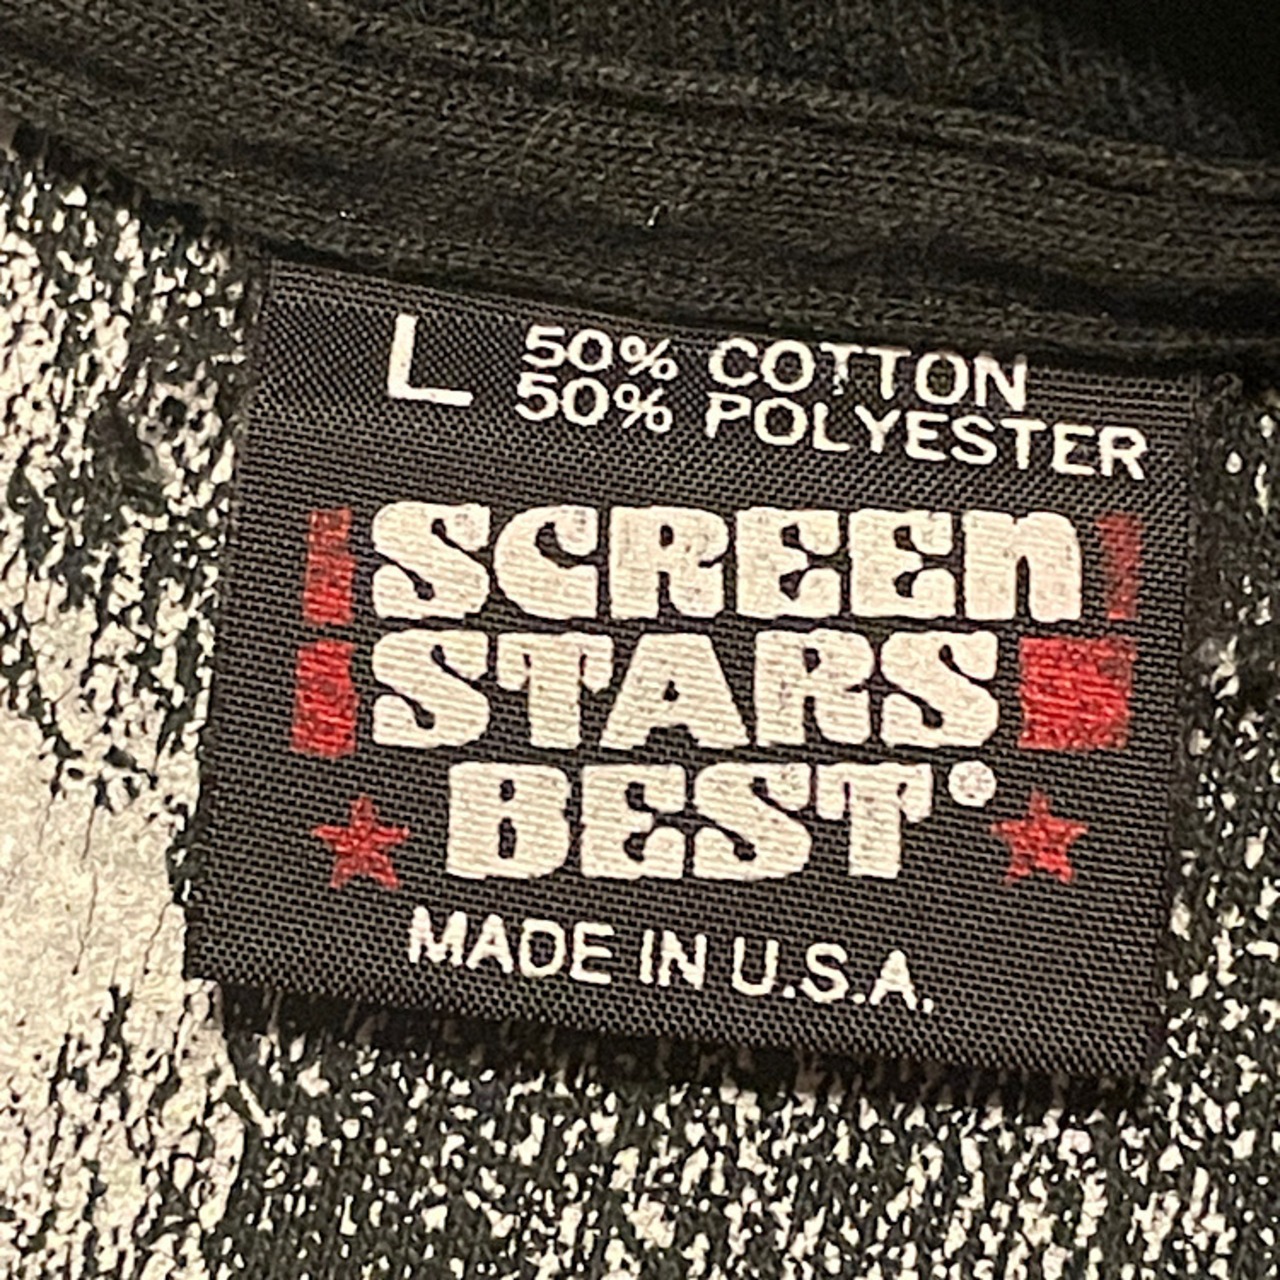 L 50% COTTON
50% POLYESTER
SCREEN
STARS
BEST®
MADE IN U.S.A.